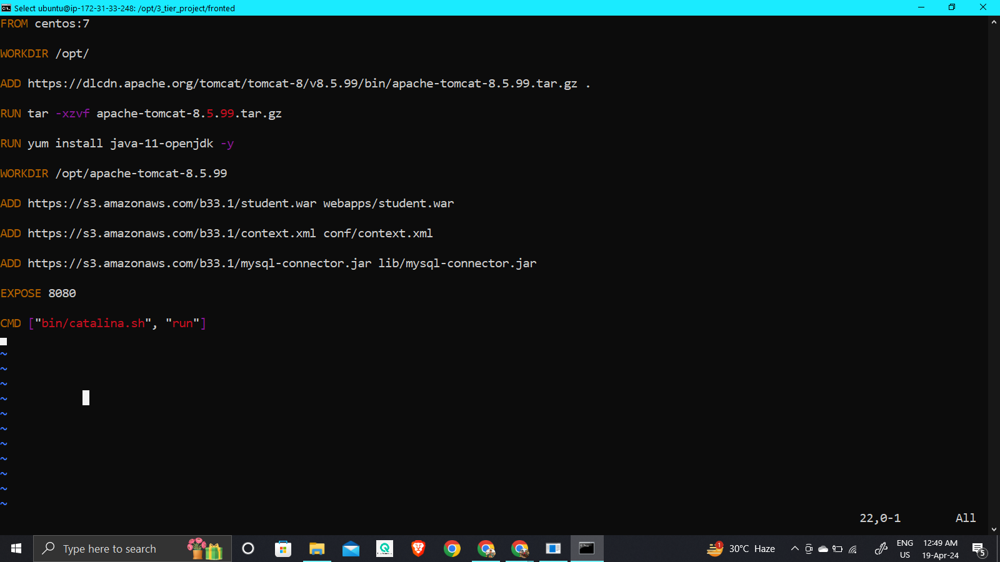 Select ubuntu@ip-172-31-33-248: /opt/3_tier_project/fronted
FROM centos:7
WORKDIR /opt/
ADD https://dlcdn.apache.org/tomcat/tomcat-8/v8.5.99/bin/apache-tomcat-8.5.99.tar.gz .
RUN tar -xzvf apache-tomcat-8.5.99.tar.gz
RUN yum install java-11-openjdk -y
WORKDIR /opt/apache-tomcat-8.5.99
ADD https://s3.amazonaws.com/b33.1/student.war webapps/student.war
ADD https://s3.amazonaws.com/b33.1/context.xml conf/context.xml
ADD https://s3.amazonaws.com/b33.1/mysql-connector.jar lib/mysql-connector.jar
EXPOSE 8080
CMD ["bin/catalina.sh", "run"]
~
~
~
~
~
~
~
~
~
~
~
22,0-1 All
Type here to search
1
30°C Haze
ENG
US
12:49 AM
19-Apr-24
5